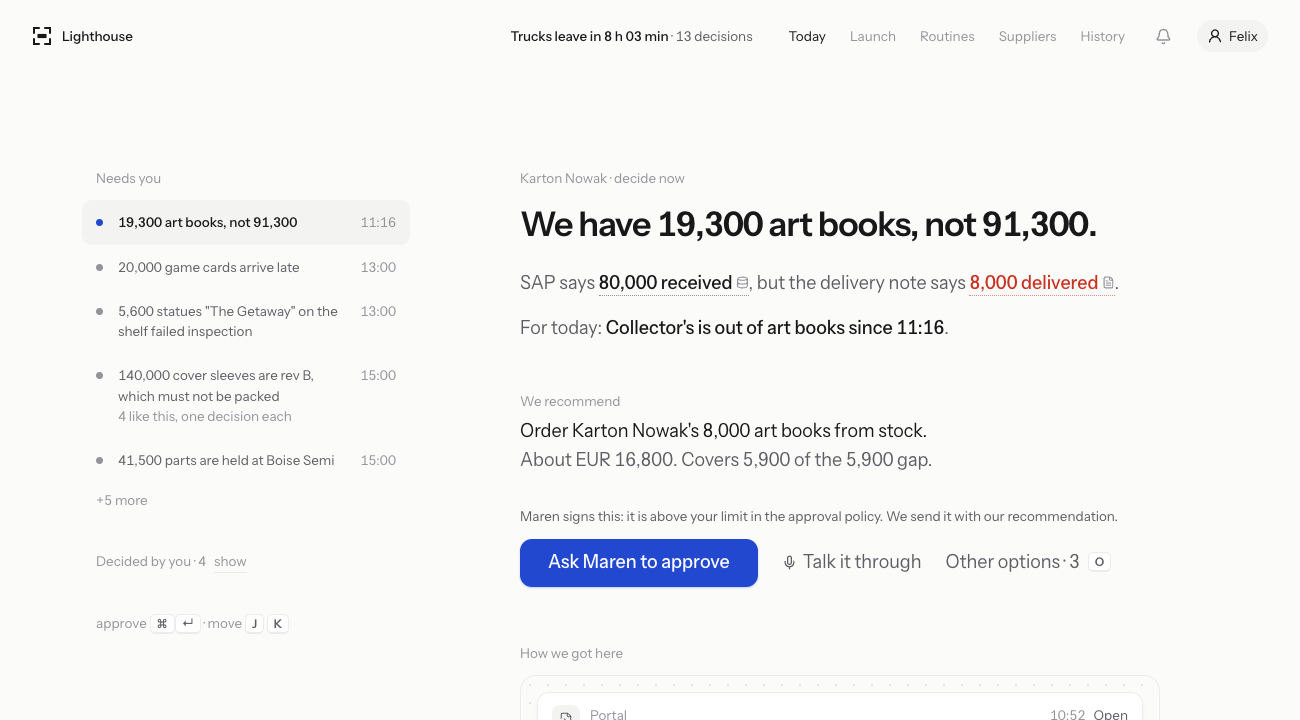 Lighthouse
Trucks leave in 8 h 03 min · 13 decisions
Today
Launch
Routines
Suppliers
History
Felix
Needs you
19,300 art books, not 91,300
11:16
20,000 game cards arrive late
13:00
5,600 statues "The Getaway" on the
13:00
shelf failed inspection
140,000 cover sleeves are rev B,
15:00
which must not be packed
4 like this, one decision each
41,500 parts are held at Boise Semi
15:00
+5 more
Decided by you · 4 show
approve ⌘ ↵ · move J K
Karton Nowak · decide now
We have 19,300 art books, not 91,300.
SAP says 80,000 received, but the delivery note says 8,000 delivered.
For today: Collector's is out of art books since 11:16.
We recommend
Order Karton Nowak's 8,000 art books from stock.
About EUR 16,800. Covers 5,900 of the 5,900 gap.
Maren signs this: it is above your limit in the approval policy. We send it with our recommendation.
Ask Maren to approve
Talk it through
Other options · 3 O
How we got here
Portal
10:52 Open